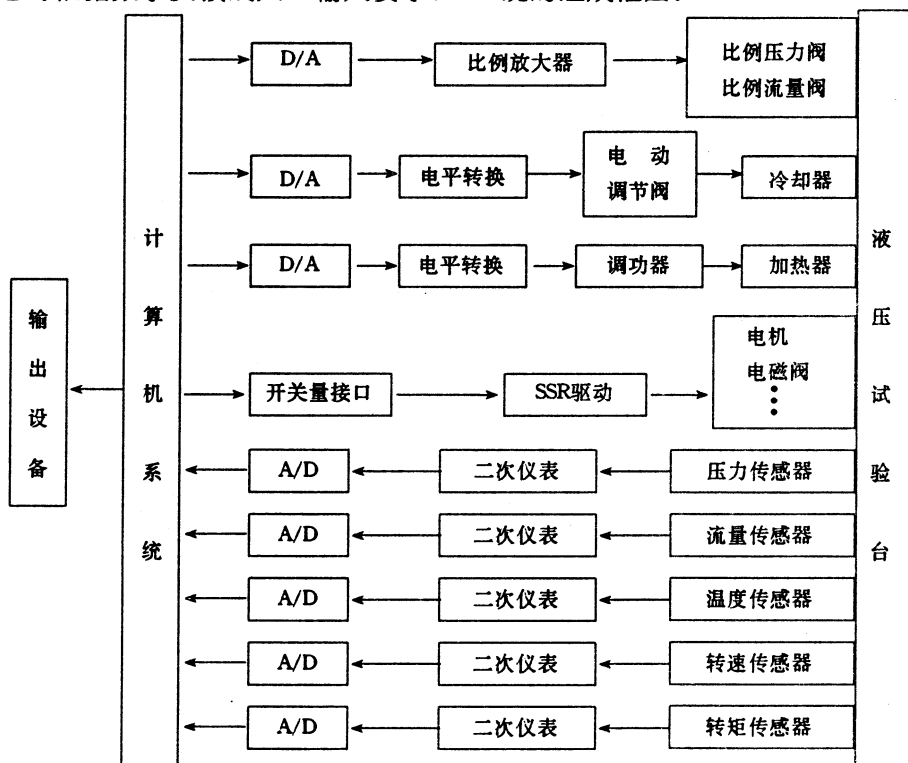 D/A
比例放大器
比例压力阀
比例流量阀
D/A
电平转换
电 动
调节阀
冷却器
D/A
电平转换
调功器
加热器
开关量接口
SSR驱动
电机
电磁阀
A/D
二次仪表
压力传感器
A/D
二次仪表
流量传感器
A/D
二次仪表
温度传感器
A/D
二次仪表
转速传感器
A/D
二次仪表
转矩传感器
输出设备
计算机系统
液压试验台